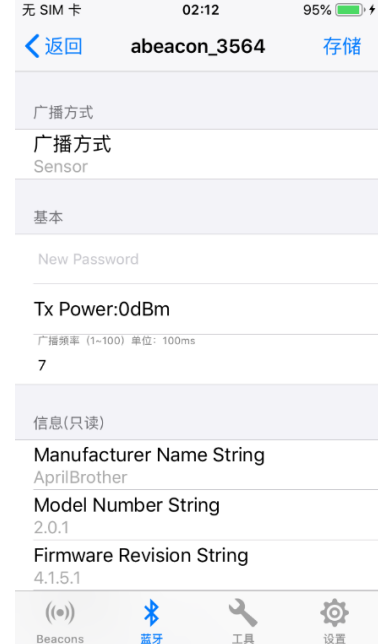 无 SIM 卡 02:12 95%
返回 abeacon_3564 存储
广播方式
广播方式
Sensor
基本
New Password
Tx Power:0dBm
广播频率（1~100）单位：100ms
7
信息(只读)
Manufacturer Name String
AprilBrother
Model Number String
2.0.1
Firmware Revision String
4.1.5.1
Beacons 蓝牙 工具 设置